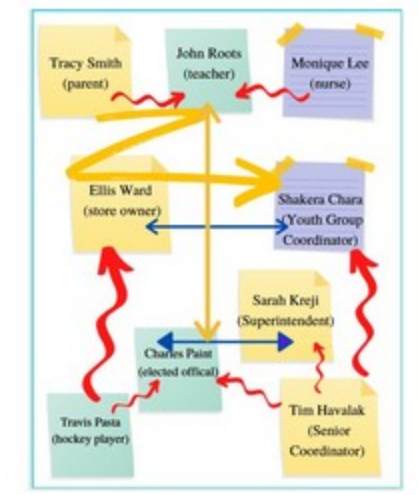 Tracy Smith
(parent)
John Roots
(teacher)
Monique Lee
(nurse)
Ellis Ward
(store owner)
Shakera Chara
(Youth Group
Coordinator)
Sarah Kreji
(Superintendent)
Charles Paint
(elected offical)
Travis Pasta
(hockey player)
Tim Havalak
(Senior
Coordinator)